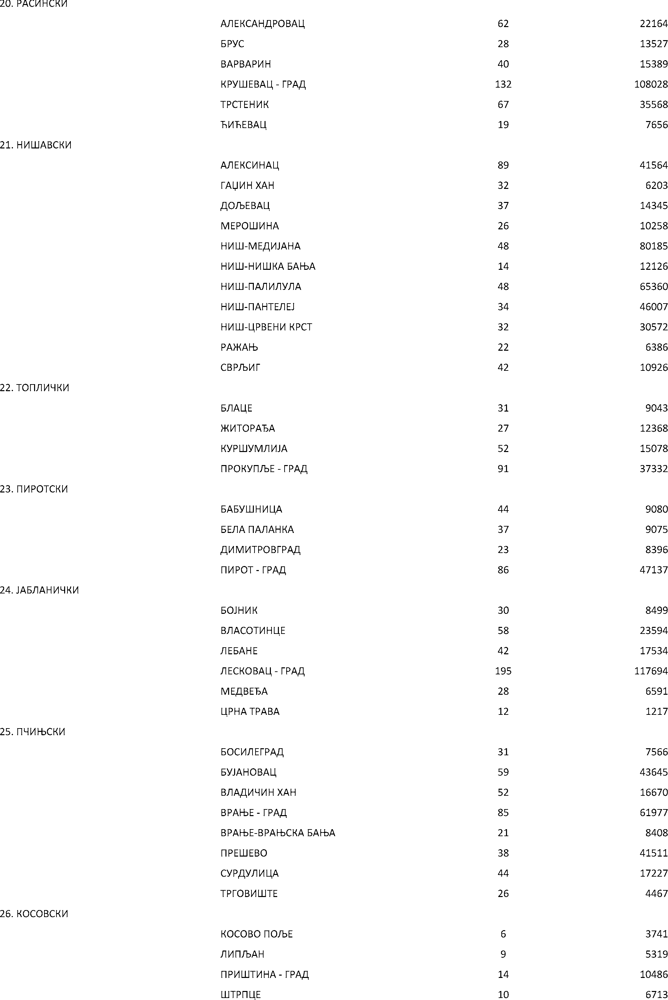 20. РАСИНСКИ
АЛЕКСАНДРОВАЦ 62 22164
БРУС 28 13527
ВАРВАРИН 40 15389
КРУШЕВАЦ - ГРАД 132 108028
ТРСТЕНИК 67 35568
ЋИЋЕВАЦ 19 7656
21. НИШАВСКИ
АЛЕКСИНАЦ 89 41564
ГАЏИН ХАН 32 6203
ДОЉЕВАЦ 37 14345
МЕРОШИНА 26 10258
НИШ-МЕДИЈАНА 48 80185
НИШ-НИШКА БАЊА 14 12126
НИШ-ПАЛИЛУЛА 48 65360
НИШ-ПАНТЕЛЕЈ 34 46007
НИШ-ЦРВЕНИ КРСТ 32 30572
РАЖАЊ 22 6386
СВРЉИГ 42 10926
22. ТОПЛИЧКИ
БЛАЦЕ 31 9043
ЖИТОРАЂА 27 12368
КУРШУМЛИЈА 52 15078
ПРОКУПЉЕ - ГРАД 91 37332
23. ПИРОТСКИ
БАБУШНИЦА 44 9080
БЕЛА ПАЛАНКА 37 9075
ДИМИТРОВГРАД 23 8396
ПИРОТ - ГРАД 86 47137
24. ЈАБЛАНИЧКИ
БОЈНИК 30 8499
ВЛАСОТИНЦЕ 58 23594
ЛЕБАНЕ 42 17534
ЛЕСКОВАЦ - ГРАД 195 117694
МЕДВЕЂА 28 6591
ЦРНА ТРАВА 12 1217
25. ПЧИЊСКИ
БОСИЛЕГРАД 31 7566
БУЈАНОВАЦ 59 43645
ВЛАДИЧИН ХАН 52 16670
ВРАЊЕ - ГРАД 85 61977
ВРАЊЕ-ВРАЊСКА БАЊА 21 8408
ПРЕШЕВО 38 41511
СУРДУЛИЦА 44 17227
ТРГОВИШТЕ 26 4467
26. КОСОВСКИ
КОСОВО ПОЉЕ 6 3741
ЛИПЉАН 9 5319
ПРИШТИНА - ГРАД 14 10486
ШТРПЦЕ 10 6713